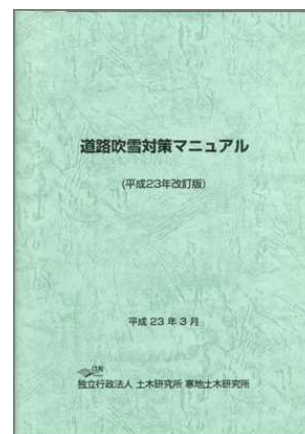 道路吹雪対策マニュアル
(平成23年改訂版)
平成 23 年 3 月
独立行政法人 土木研究所 寒地土木研究所